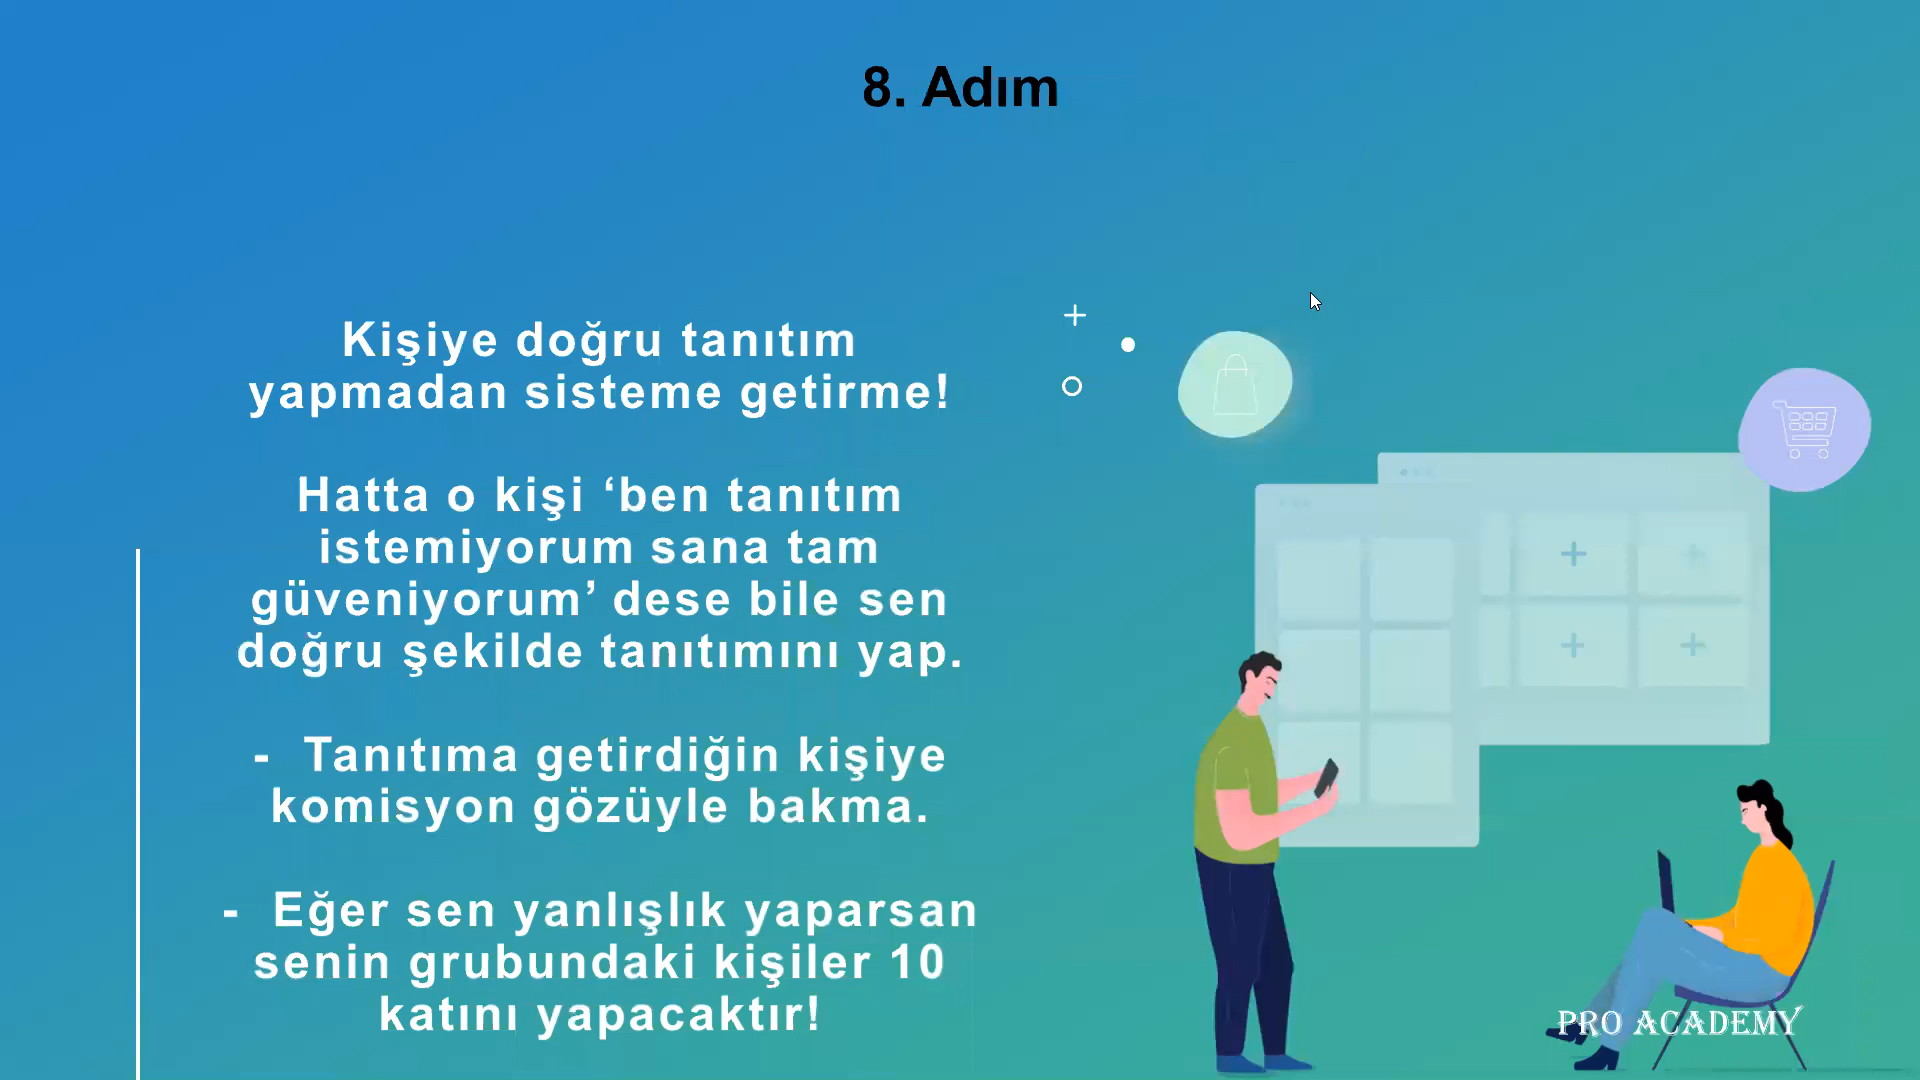 8. Adım
Kişiye doğru tanıtım
yapmadan sisteme getirme!
Hatta o kişi ‘ben tanıtım
istemiyorum sana tam
güveniyorum’ dese bile sen
doğru şekilde tanıtımını yap.
- Tanıtıma getirdiğin kişiye
komisyon gözüyle bakma.
- Eğer sen yanlışlık yaparsan
senin grubundaki kişiler 10
katını yapacaktır!
PRO ACADEMY